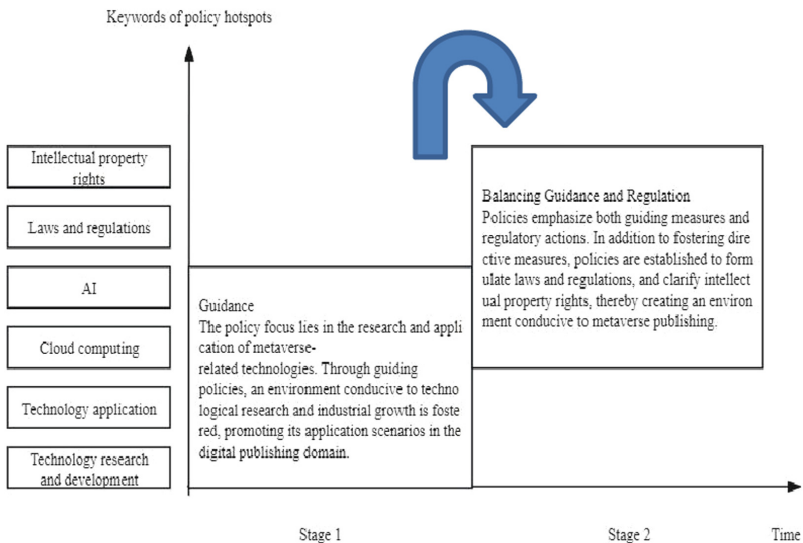 Keywords of policy hotspots
Intellectual property
rights
Laws and regulations
AI
Cloud computing
Technology application
Technology research
and development
Guidance
The policy focus lies in the research and appli
cation of metaverse-
related technologies. Through guiding
policies, an environment conducive to techno
logical research and industrial growth is foste
red, promoting its application scenarios in the
digital publishing domain.
Balancing Guidance and Regulation
Policies emphasize both guiding measures and
regulatory actions. In addition to fostering dire
ctive measures, policies are established to form
ulate laws and regulations, and clarify intellect
ual property rights, thereby creating an environ
ment conducive to metaverse publishing.
Stage 1
Stage 2
Time